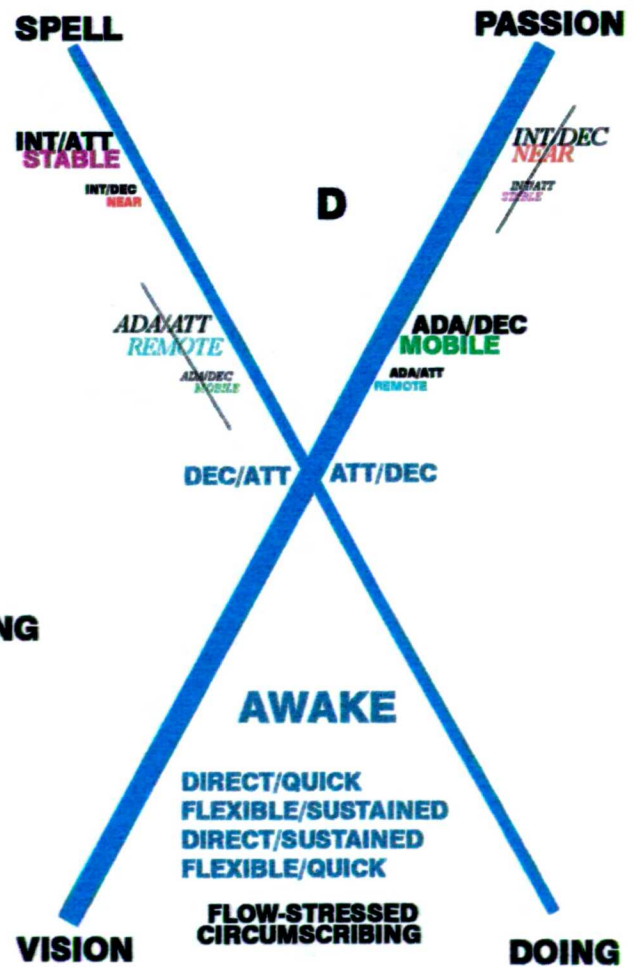 SPELL
PASSION
INT/ATT
STABLE
INT/DEC
NEAR
D
INT/DEC
NEAR
INT/ATT
STABLE
ADA/ATT
REMOTE
ADA/DEC
MOBILE
ADA/DEC
MOBILE
ADA/ATT
REMOTE
DEC/ATT
ATT/DEC
NG
AWAKE
DIRECT/QUICK
FLEXIBLE/SUSTAINED
DIRECT/SUSTAINED
FLEXIBLE/QUICK
FLOW-STRESSED
CIRCUMSCRIBING
VISION
DOING